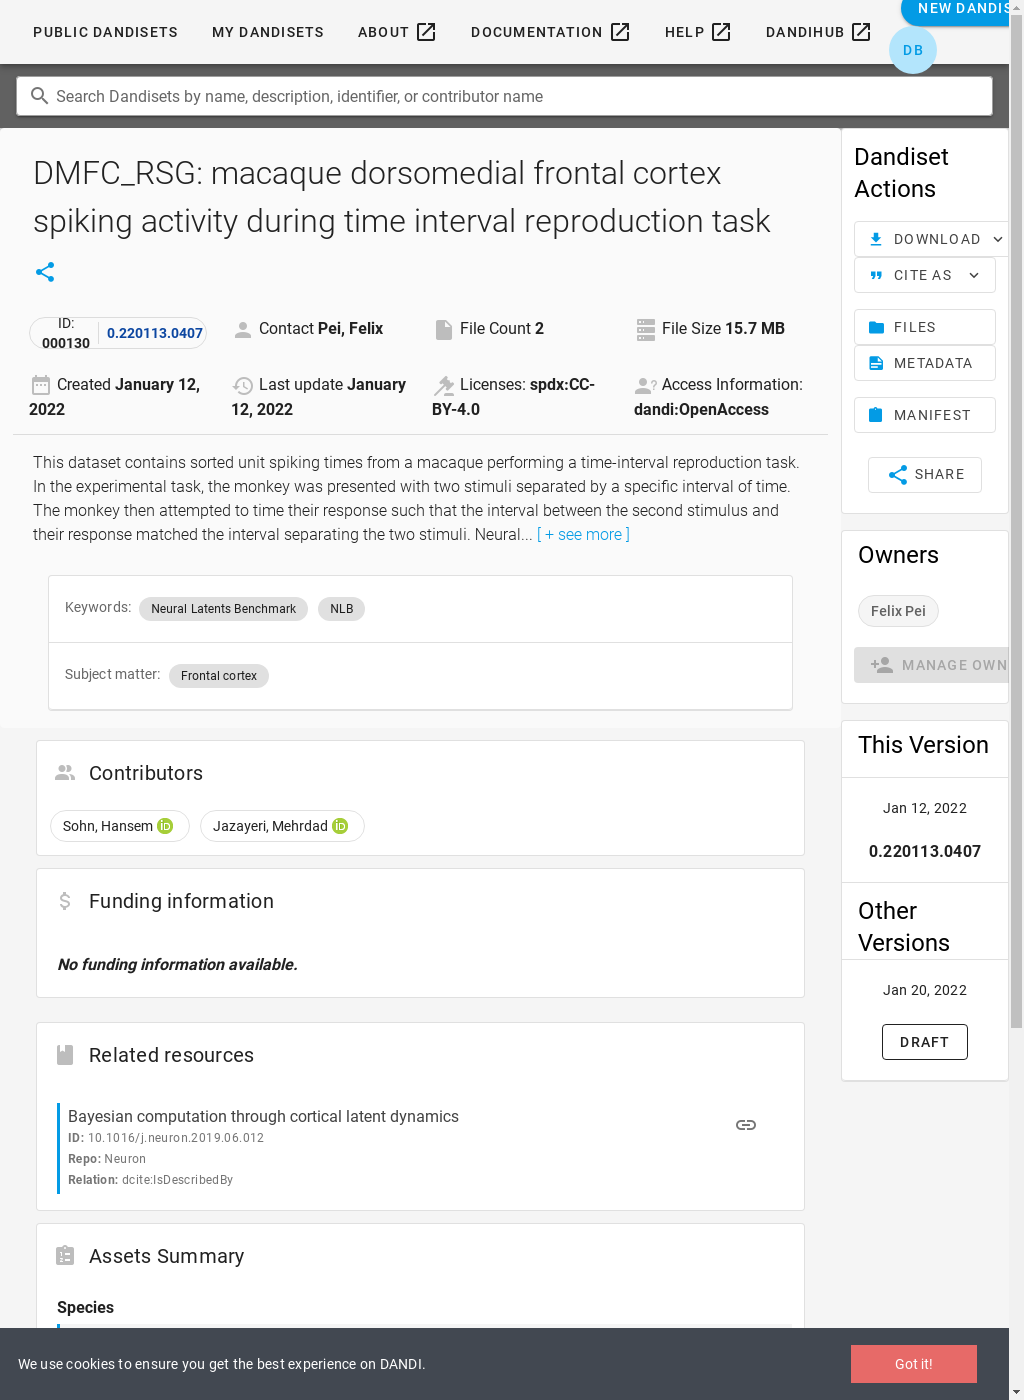 NEW DANDIS
PUBLIC DANDISETS MY DANDISETS ABOUT DOCUMENTATION HELP DANDIHUB DB
Search Dandisets by name, description, identifier, or contributor name
DMFC_RSG: macaque dorsomedial frontal cortex
spiking activity during time interval reproduction task
ID:
000130
0.220113.0407
Contact Pei, Felix
File Count 2
File Size 15.7 MB
Created January 12,
2022
Last update January
12, 2022
Licenses: spdx:CC-
BY-4.0
Access Information:
dandi:OpenAccess
This dataset contains sorted unit spiking times from a macaque performing a time-interval reproduction task.
In the experimental task, the monkey was presented with two stimuli separated by a specific interval of time.
The monkey then attempted to time their response such that the interval between the second stimulus and
their response matched the interval separating the two stimuli. Neural... [ + see more ]
Keywords: Neural Latents Benchmark NLB
Subject matter: Frontal cortex
Contributors
Sohn, Hansem iD Jazayeri, Mehrdad iD
Funding information
No funding information available.
Related resources
Bayesian computation through cortical latent dynamics
ID: 10.1016/j.neuron.2019.06.012
Repo: Neuron
Relation: dcite:IsDescribedBy
Assets Summary
Species
Dandiset
Actions
DOWNLOAD
CITE AS
FILES
METADATA
MANIFEST
SHARE
Owners
Felix Pei
MANAGE OWN
This Version
Jan 12, 2022
0.220113.0407
Other
Versions
Jan 20, 2022
DRAFT
We use cookies to ensure you get the best experience on DANDI.
Got it!